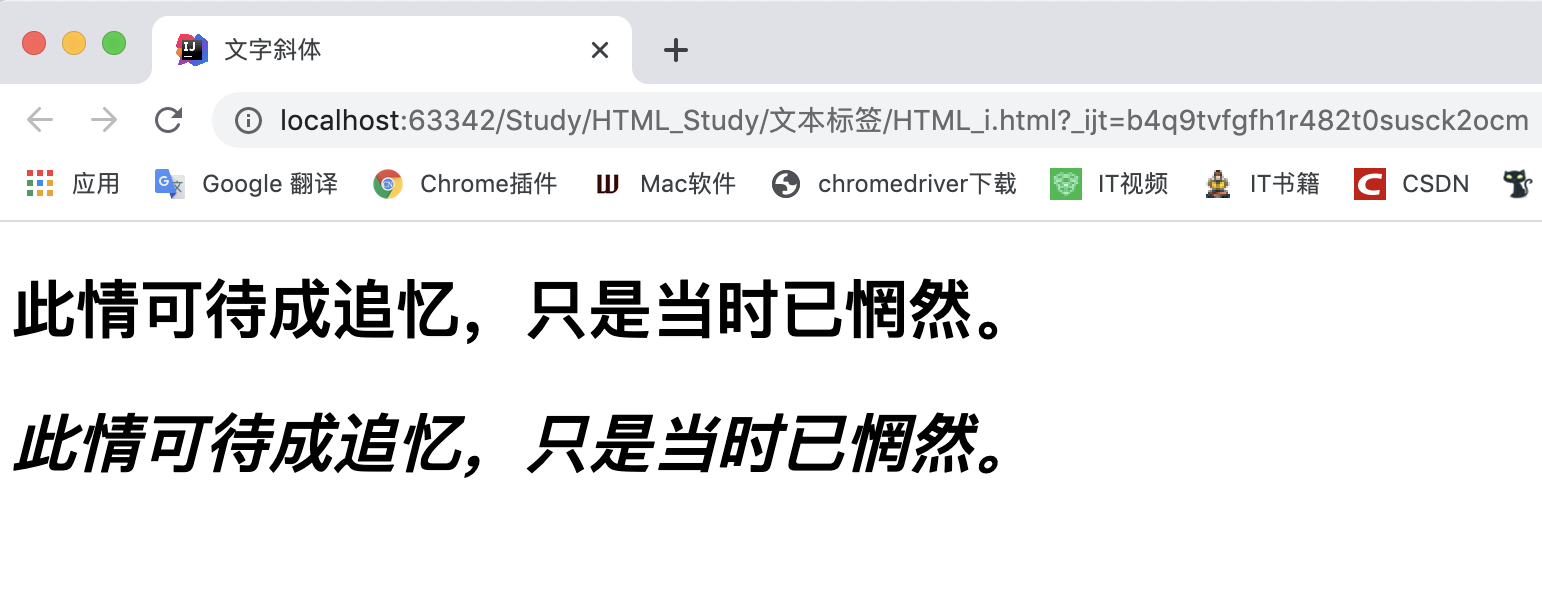 文字斜体
localhost:63342/Study/HTML_Study/文本标签/HTML_i.html?_ijt=b4q9tvfgfh1r482t0susck2ocm
应用 Google 翻译 Chrome插件 Mac软件 chromedriver下载 IT视频 IT书籍 CSDN
此情可待成追忆，只是当时已惘然。
此情可待成追忆，只是当时已惘然。